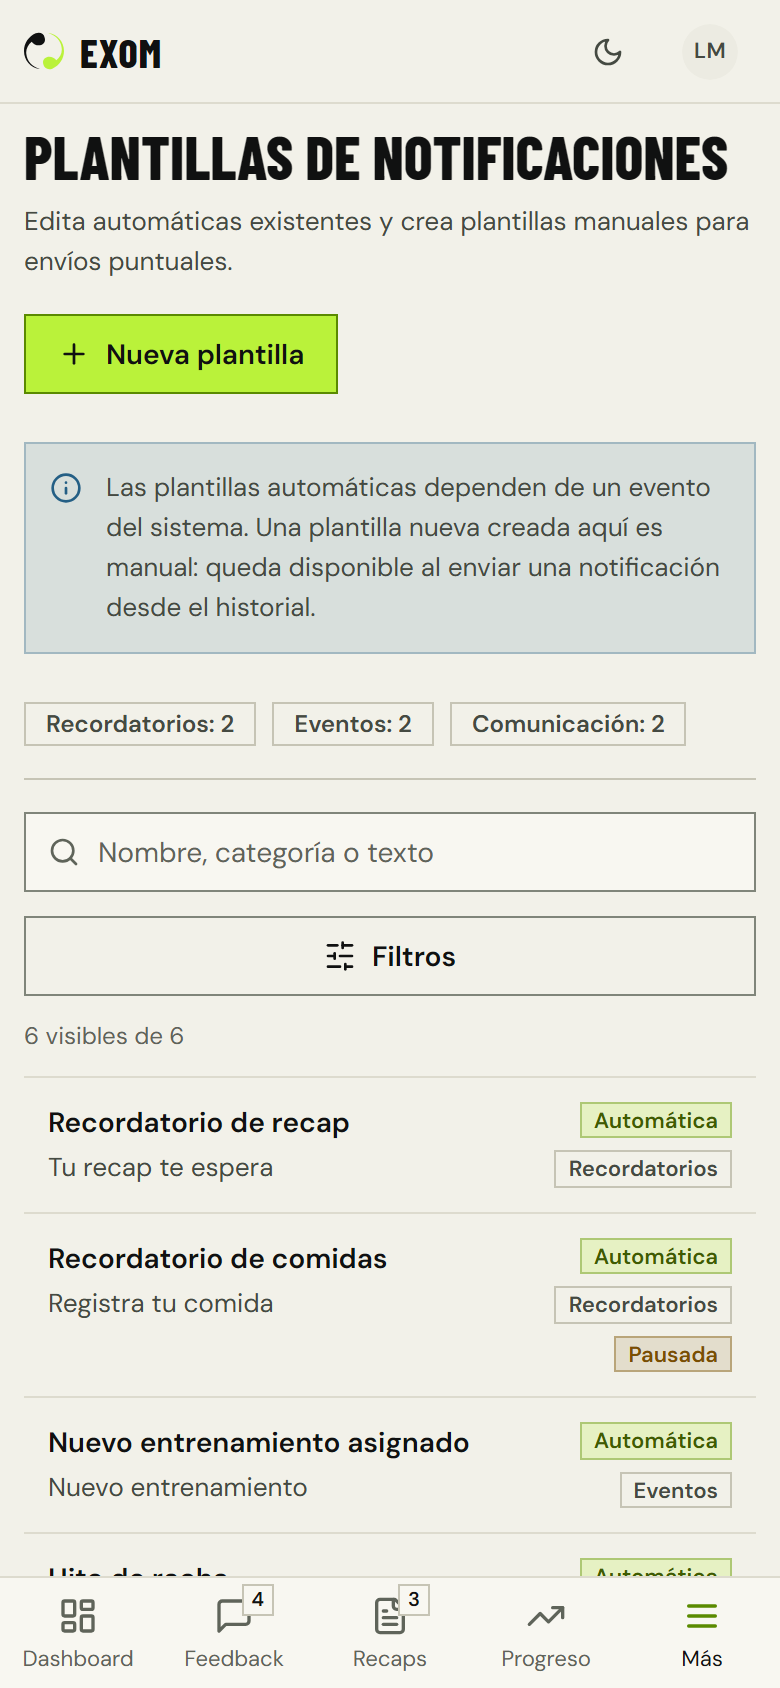 EXOM
LM
PLANTILLAS DE NOTIFICACIONES
Edita automáticas existentes y crea plantillas manuales para
envíos puntuales.
Nueva plantilla
Las plantillas automáticas dependen de un evento
del sistema. Una plantilla nueva creada aquí es
manual: queda disponible al enviar una notificación
desde el historial.
Recordatorios: 2
Eventos: 2
Comunicación: 2
Nombre, categoría o texto
Filtros
6 visibles de 6
Recordatorio de recap
Automática
Tu recap te espera
Recordatorios
Recordatorio de comidas
Automática
Registra tu comida
Recordatorios
Pausada
Nuevo entrenamiento asignado
Automática
Nuevo entrenamiento
Eventos
Hito de racha
Automática
4
3
Dashboard
Feedback
Recaps
Progreso
Más